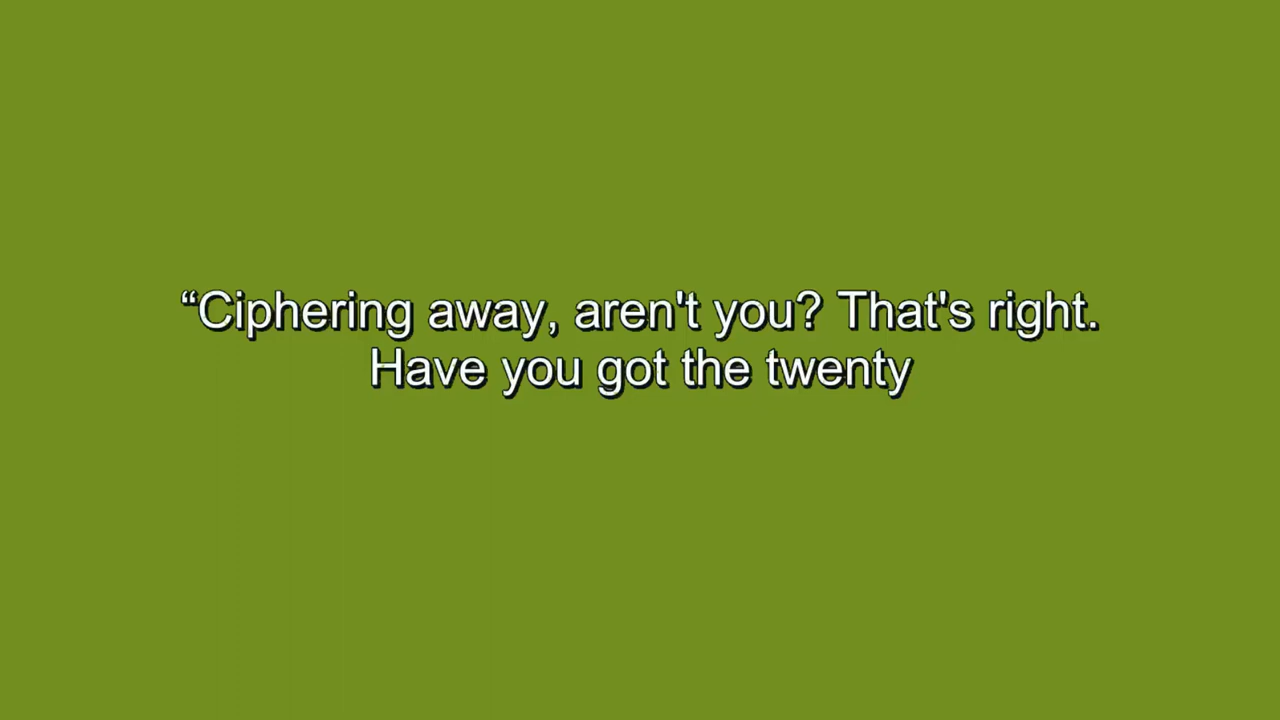 “Ciphering away, aren't you? That's right.
Have you got the twenty